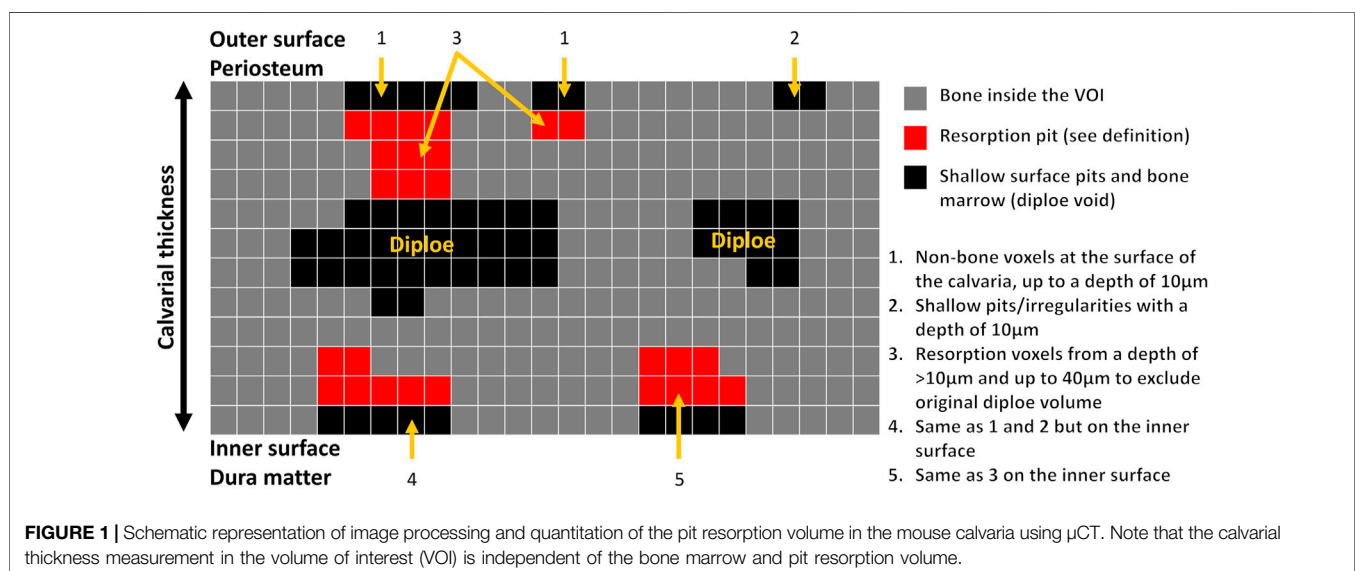 Outer surface
Periosteum
1
3
1
2
Calvarial thickness
Diploe
Diploe
Inner surface
Dura matter
4
5
Bone inside the VOI
Resorption pit (see definition)
Shallow surface pits and bone
marrow (diploe void)
1. Non-bone voxels at the surface of
the calvaria, up to a depth of 10µm
2. Shallow pits/irregularities with a
depth of 10µm
3. Resorption voxels from a depth of
>10µm and up to 40µm to exclude
original diploe volume
4. Same as 1 and 2 but on the inner
surface
5. Same as 3 on the inner surface
FIGURE 1 | Schematic representation of image processing and quantitation of the pit resorption volume in the mouse calvaria using µCT. Note that the calvarial
thickness measurement in the volume of interest (VOI) is independent of the bone marrow and pit resorption volume.